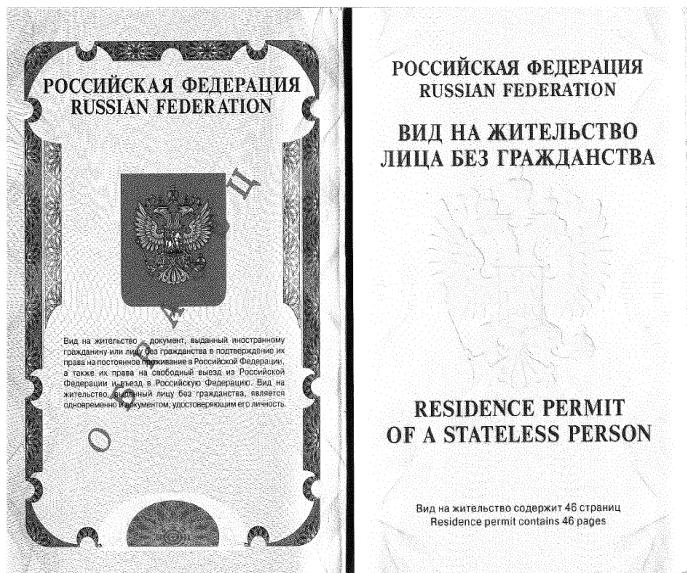 РОССИЙСКАЯ ФЕДЕРАЦИЯ
RUSSIAN FEDERATION
ОБРАЗЕЦ
Вид на жительство - документ, выданный иностранному
гражданину или лицу без гражданства в подтверждение их
права на постоянное проживание в Российской Федерации,
а также их права на свободный выезд из Российской
Федерации и въезд в Российскую Федерацию. Вид на
жительство, выданный лицу без гражданства, является
одновременно и документом, удостоверяющим его личность.
РОССИЙСКАЯ ФЕДЕРАЦИЯ
RUSSIAN FEDERATION
ВИД НА ЖИТЕЛЬСТВО
ЛИЦА БЕЗ ГРАЖДАНСТВА
RESIDENCE PERMIT
OF A STATELESS PERSON
Вид на жительство содержит 46 страниц
Residence permit contains 46 pages